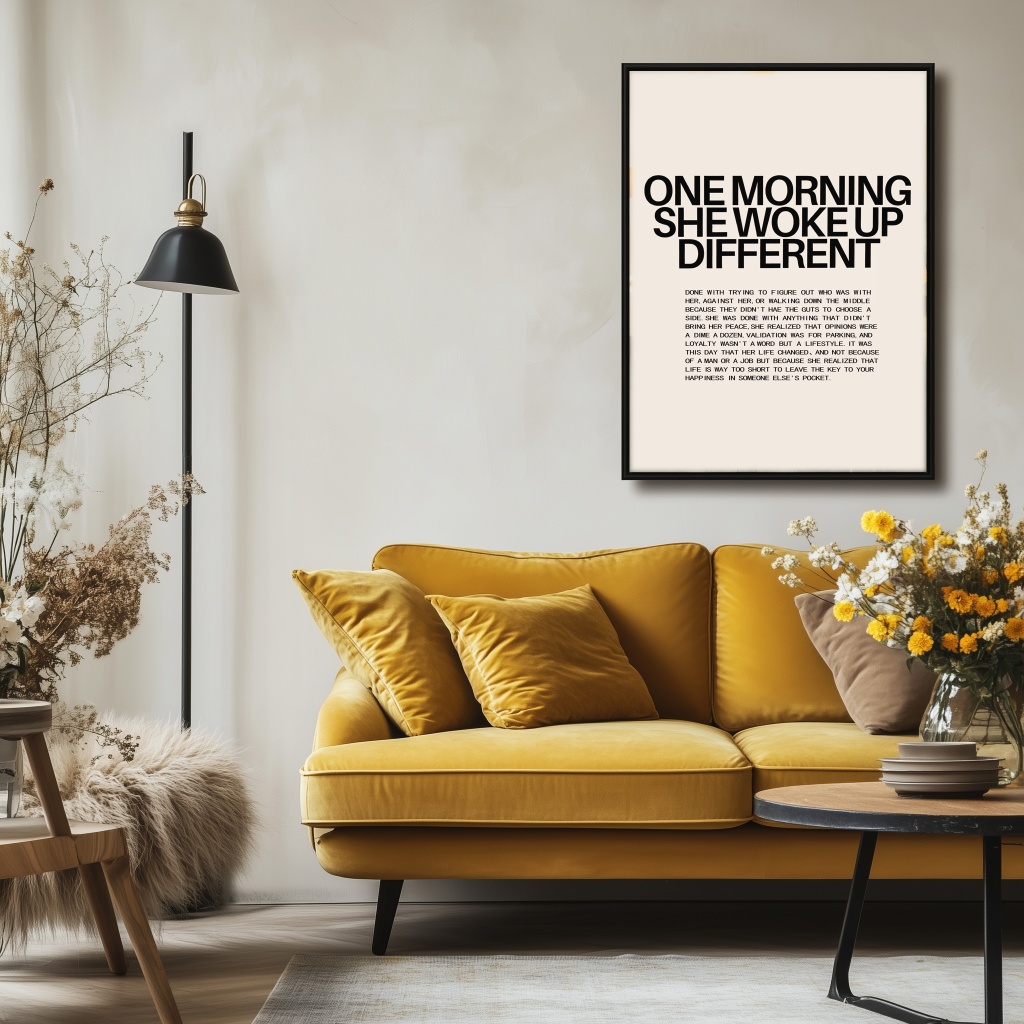 ONE MORNING
SHE WOKE UP
DIFFERENT
DONE WITH TRYING TO FIGURE OUT WHO WAS WITH
HER, AGAINST HER, OR WALKING DOWN THE MIDDLE
BECAUSE THEY DIDN'T HAE THE GUTS TO CHOOSE A
SIDE. SHE WAS DONE WITH ANYTHING THAT DIDN'T
BRING HER PEACE, SHE REALIZED THAT OPINIONS WERE
A DIME A DOZEN, VALIDATION WAS FOR PARKING, AND
LOYALTY WASN'T A WORD BUT A LIFESTYLE. IT WAS
THIS DAY THAT HER LIFE CHANGED. AND NOT BECAUSE
OF A MAN OR A JOB BUT BECAUSE SHE REALIZED THAT
LIFE IS WAY TOO SHORT TO LEAVE THE KEY TO YOUR
HAPPINESS IN SOMEONE ELSE'S POCKET.